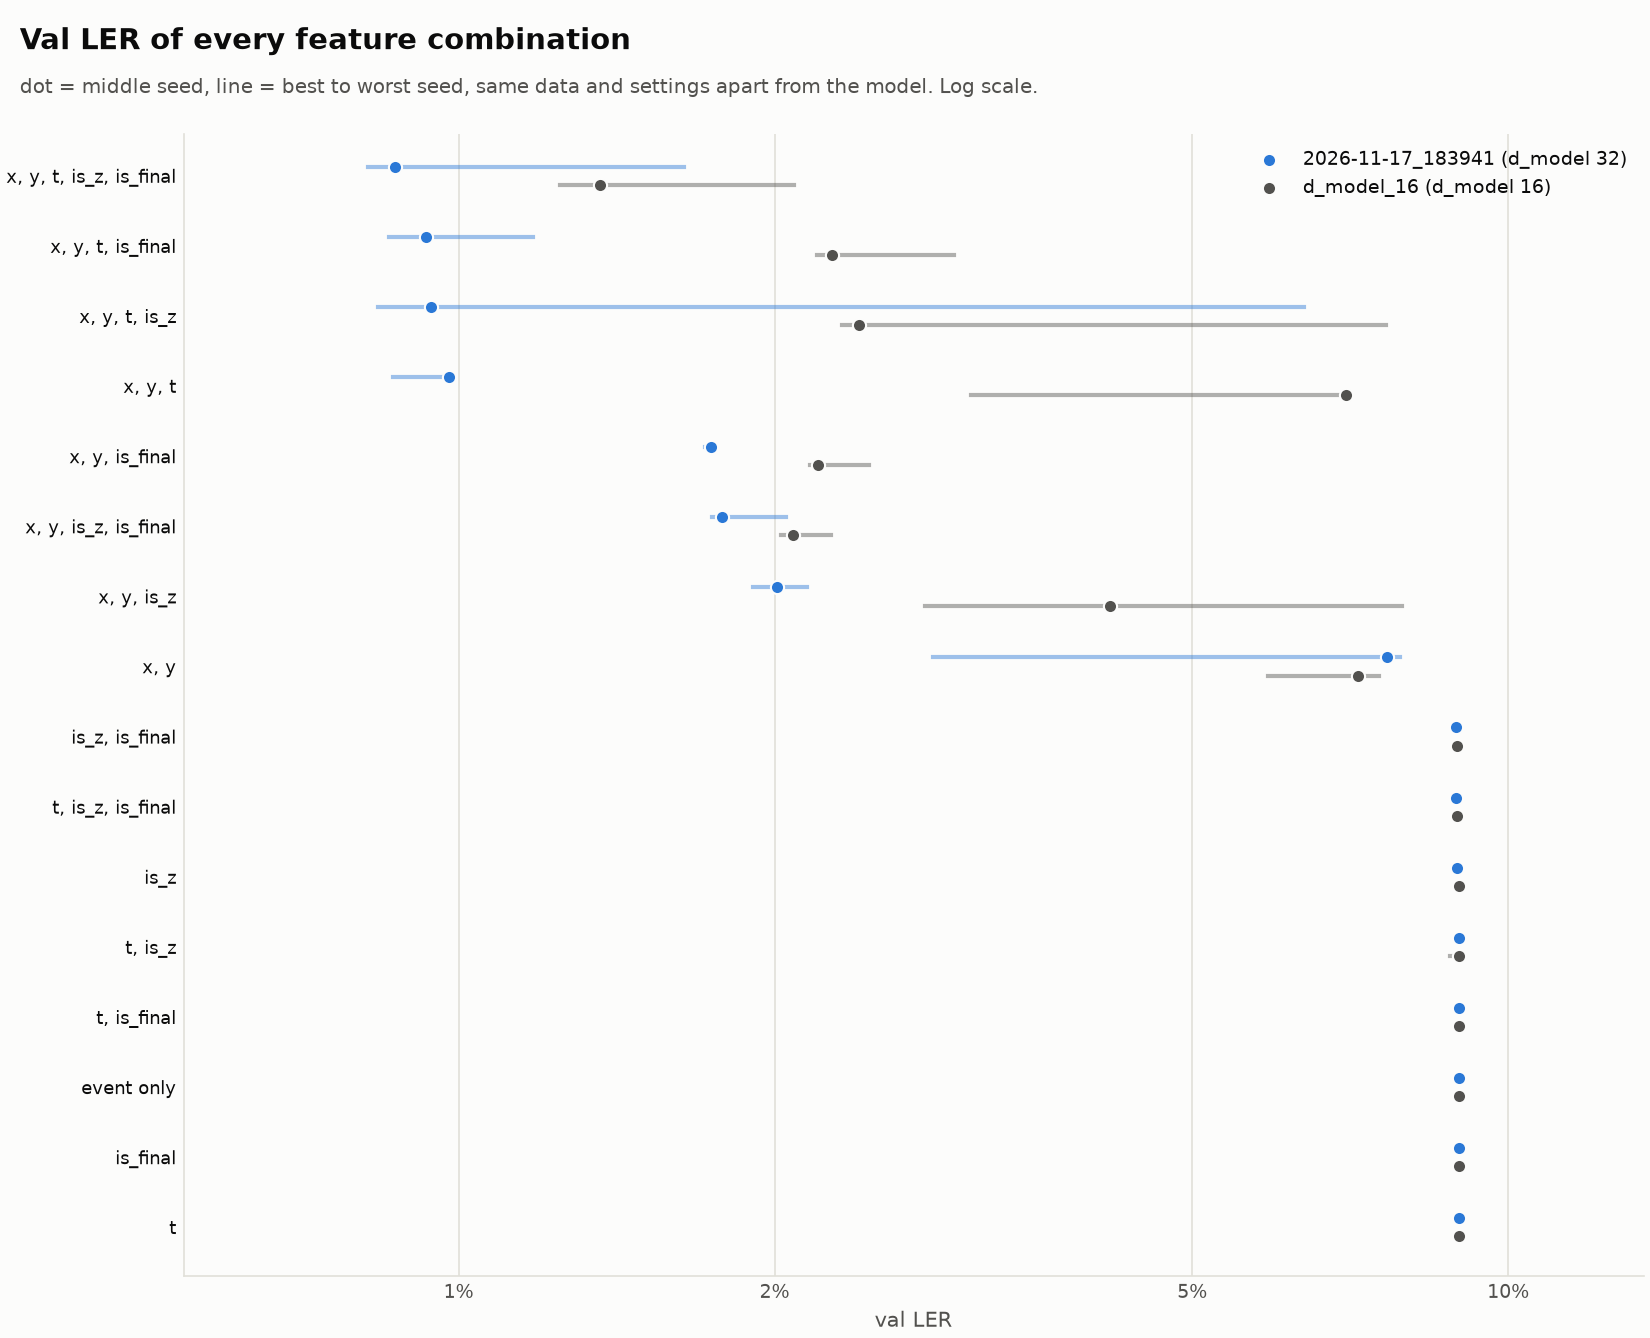 Val LER of every feature combination
dot = middle seed, line = best to worst seed, same data and settings apart from the model. Log scale.
2026-11-17_183941 (d_model 32)
d_model_16 (d_model 16)
x, y, t, is_z, is_final
x, y, t, is_final
x, y, t, is_z
x, y, t
x, y, is_final
x, y, is_z, is_final
x, y, is_z
x, y
is_z, is_final
t, is_z, is_final
is_z
t, is_z
t, is_final
event only
is_final
t
1% 2% 5% 10%
val LER